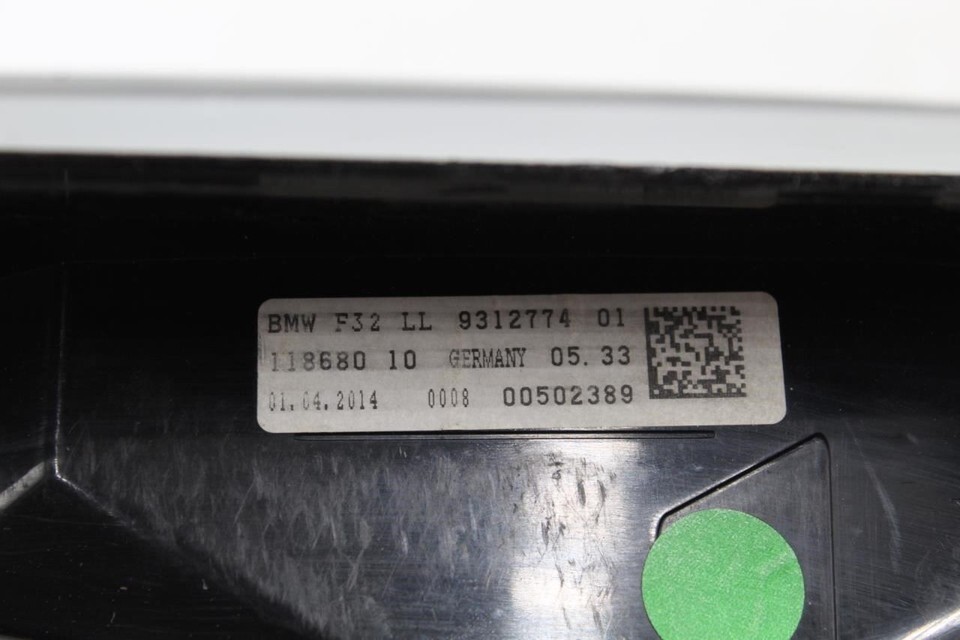 BMW F32 LL 9312774 01
118680 10 GERMANY 05.33
01.04.2014 0008 00502389